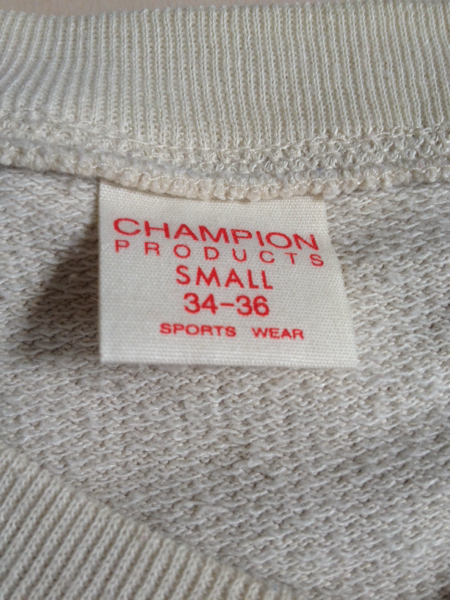 CHAMPION
PRODUCTS
SMALL
34-36
SPORTS WEAR